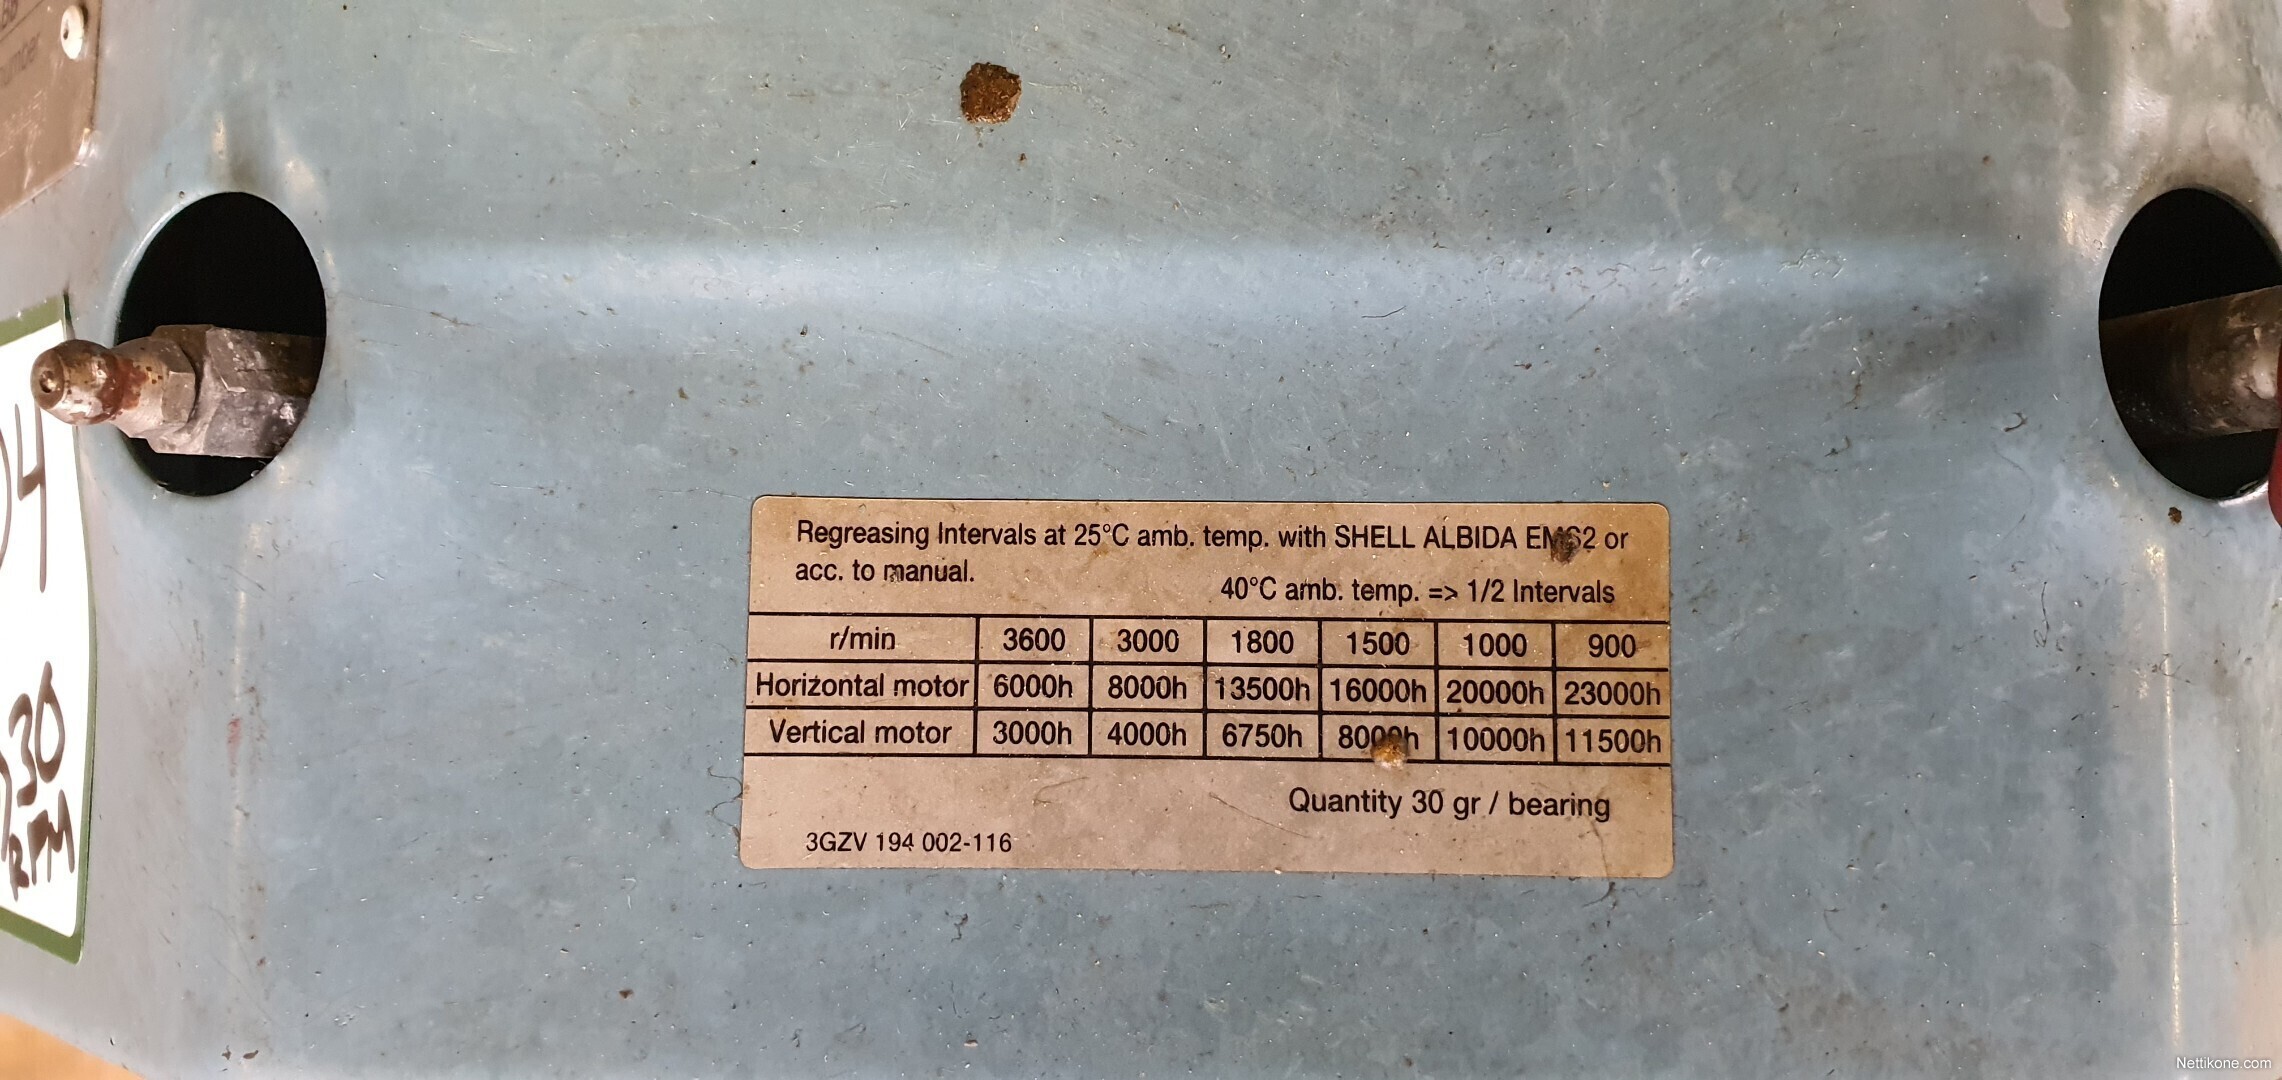 Regreasing Intervals at 25°C amb. temp. with SHELL ALBIDA EMS2 or
acc. to manual.
40°C amb. temp. => 1/2 Intervals
r/min 3600 3000 1800 1500 1000 900
Horizontal motor 6000h 8000h 13500h 16000h 20000h 23000h
Vertical motor 3000h 4000h 6750h 8000h 10000h 11500h
Quantity 30 gr / bearing
3GZV 194 002-116
04
30
RPM
Nettikone.com